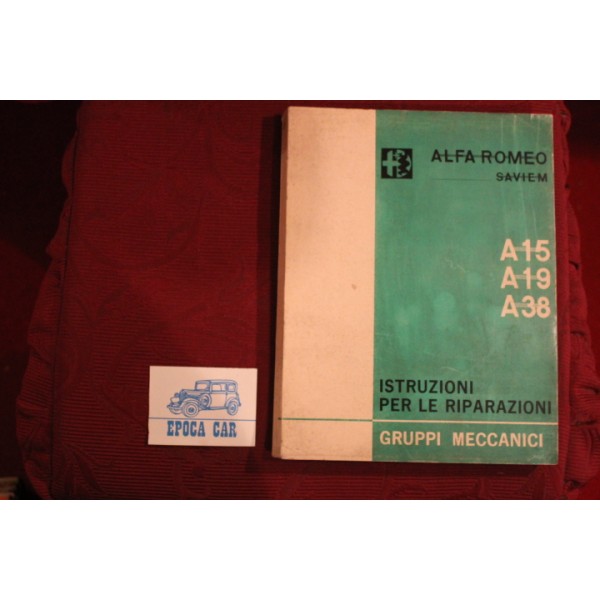 ALFA ROMEO
SAVIEM
A15
A19
A38
ISTRUZIONI
PER LE RIPARAZIONI
GRUPPI MECCANICI
EPOCA CAR